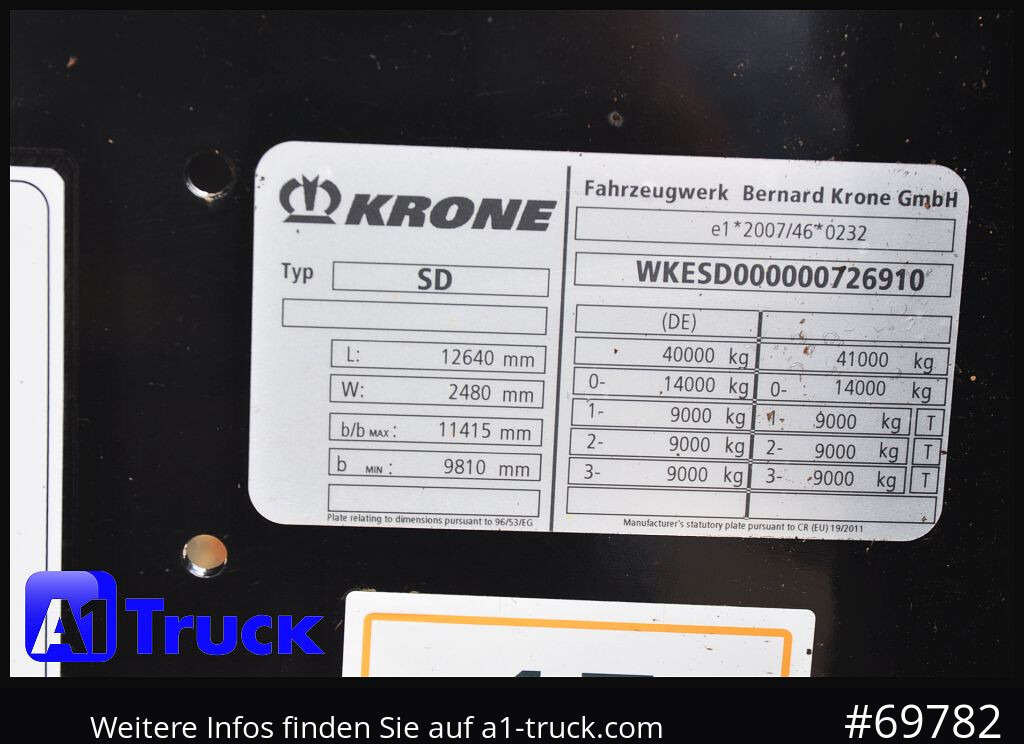 KRONE
Typ SD
L: 12640 mm
W: 2480 mm
b/b MAX: 11415 mm
b MIN: 9810 mm
Plate relating to dimensions pursuant to 96/53/EG
Fahrzeugwerk Bernard Krone GmbH
e1*2007/46*0232
WKESD000000726910
(DE)
40000 kg 41000 kg
0- 14000 kg 0- 14000 kg
1- 9000 kg 1- 9000 kg T
2- 9000 kg 2- 9000 kg T
3- 9000 kg 3- 9000 kg T
Manufacturer's statutory plate pursuant to CR (EU) 19/2011
A1 Truck
Weitere Infos finden Sie auf a1-truck.com
#69782